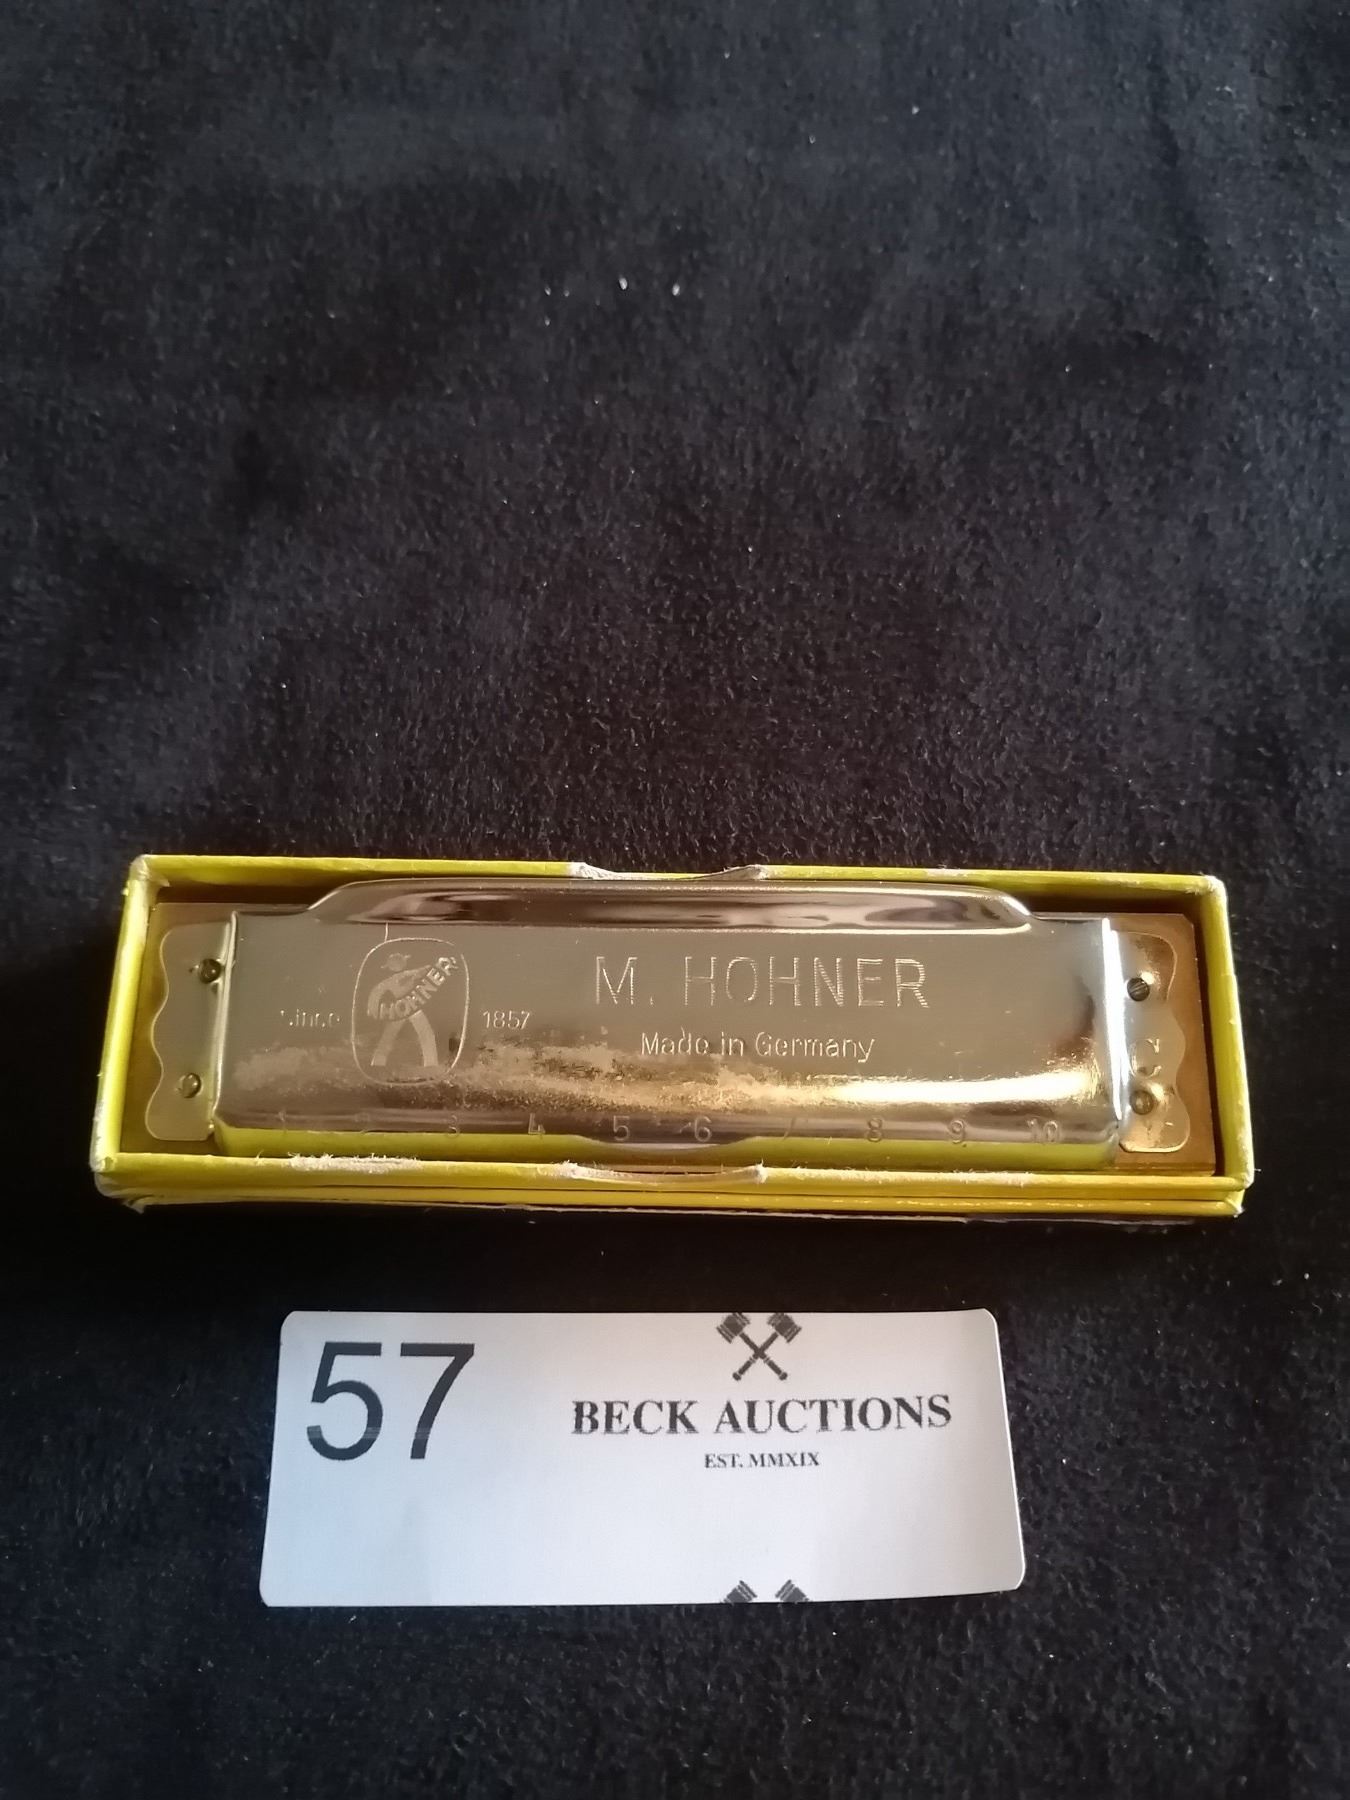 M. HOHNER
HOHNER
since 1857
Made in Germany
1 2 3 4 5 6 7 8 9 10
C
57
BECK AUCTIONS
EST. MMXIX